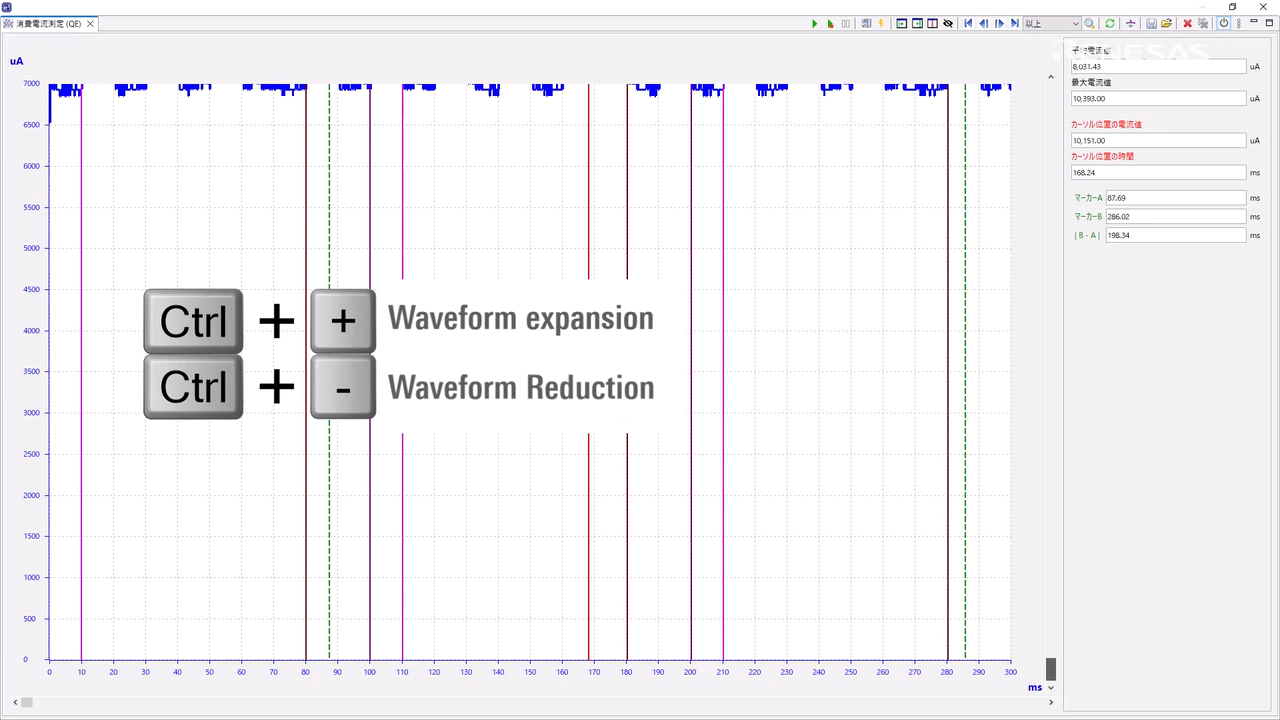 消費電流測定 (QE)
以上
RENESAS
uA
7000
6500
6000
5500
5000
4500
4000
3500
3000
2500
2000
1500
1000
500
0
0 10 20 30 40 50 60 70 80 90 100 110 120 130 140 150 160 170 180 190 200 210 220 230 240 250 260 270 280 290 300
ms
Ctrl + + Waveform expansion
Ctrl + - Waveform Reduction
平均電流値
8,031.43 uA
最大電流値
10,393.00 uA
カーソル位置の電流値
10,151.00 uA
カーソル位置の時間
168.24 ms
マーカーA 87.69 ms
マーカーB 286.02 ms
| B - A | 198.34 ms